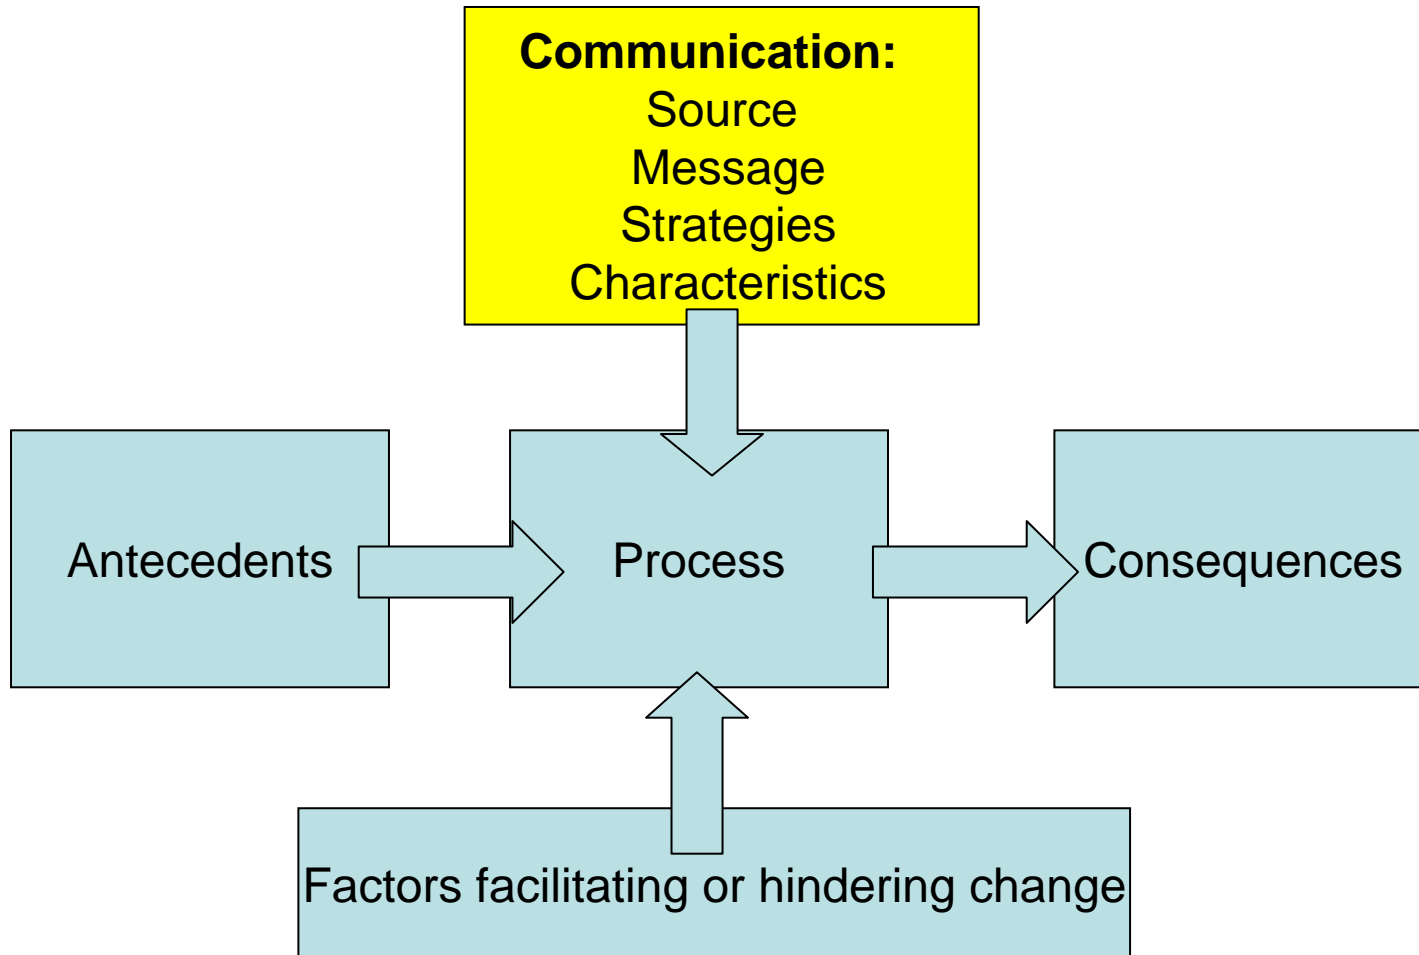 Communication:
Source
Message
Strategies
Characteristics
Antecedents
Process
Consequences
Factors facilitating or hindering change